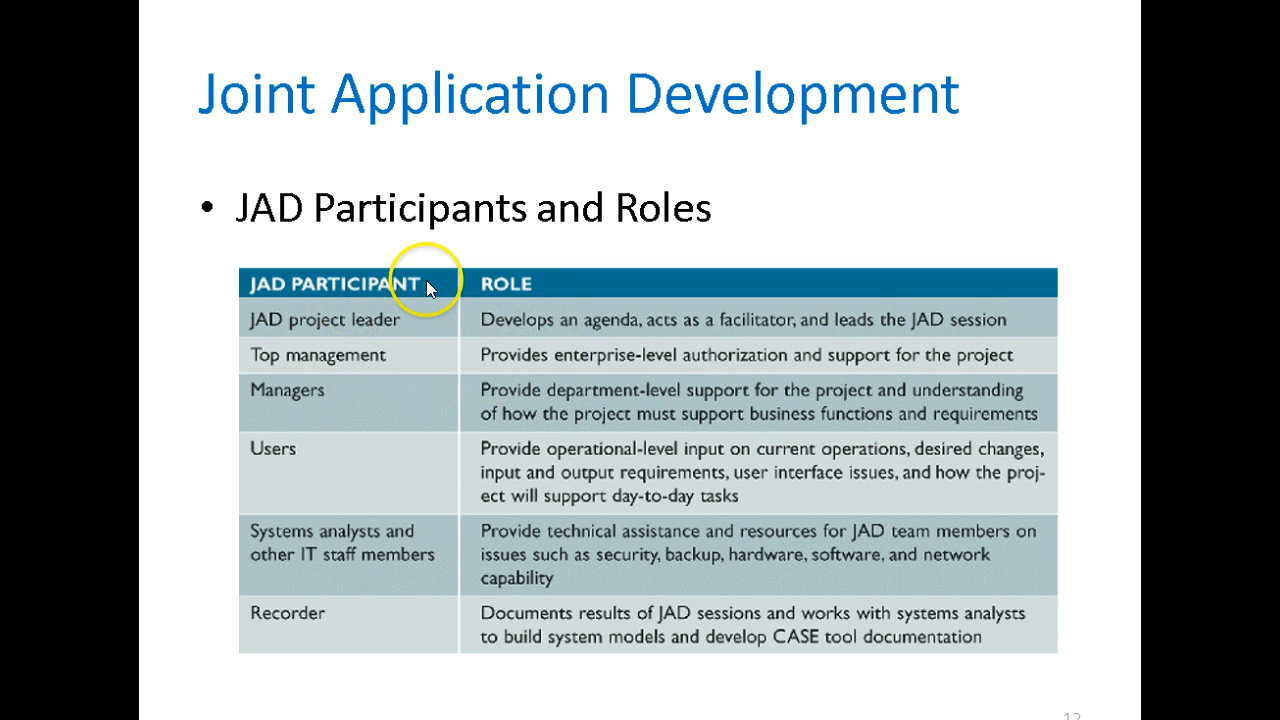 Joint Application Development
• JAD Participants and Roles
JAD PARTICIPANT ROLE
JAD project leader Develops an agenda, acts as a facilitator, and leads the JAD session
Top management Provides enterprise-level authorization and support for the project
Managers Provide department-level support for the project and understanding
of how the project must support business functions and requirements
Users Provide operational-level input on current operations, desired changes,
input and output requirements, user interface issues, and how the proj-
ect will support day-to-day tasks
Systems analysts and Provide technical assistance and resources for JAD team members on
other IT staff members issues such as security, backup, hardware, software, and network
capability
Recorder Documents results of JAD sessions and works with systems analysts
to build system models and develop CASE tool documentation
12